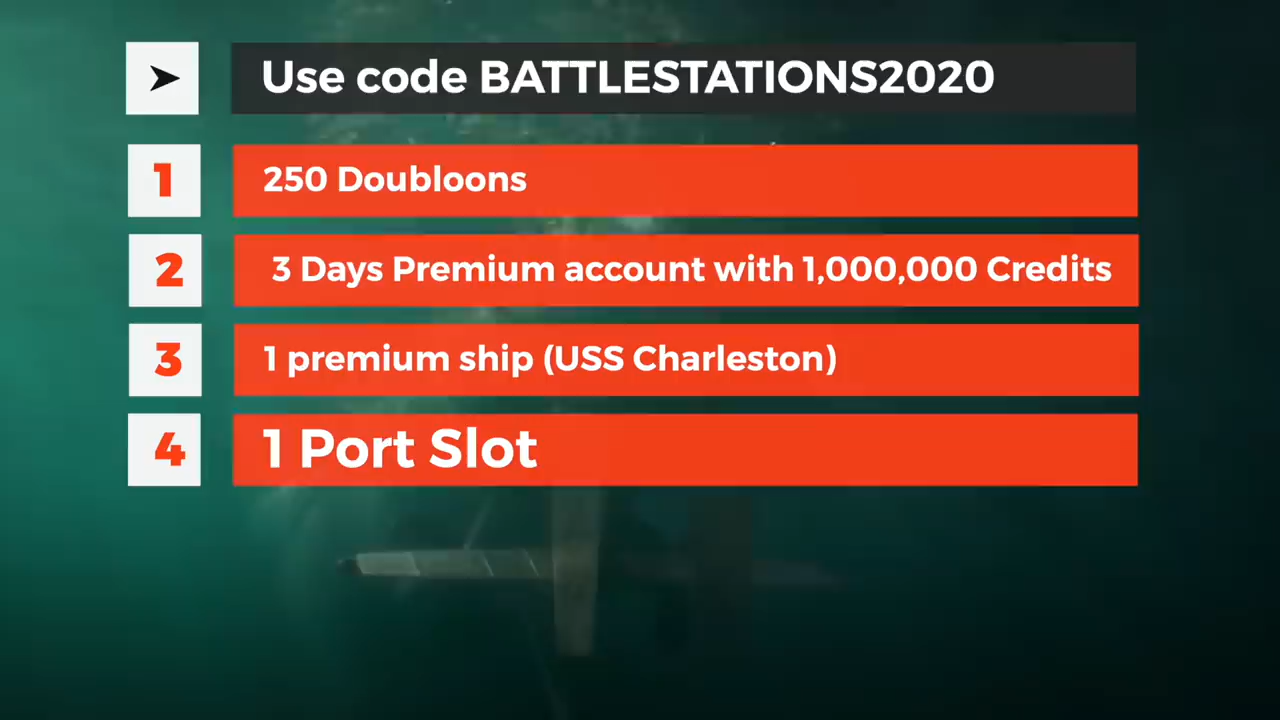 ➤ Use code BATTLESTATIONS2020
1 250 Doubloons
2 3 Days Premium account with 1,000,000 Credits
3 1 premium ship (USS Charleston)
4 1 Port Slot